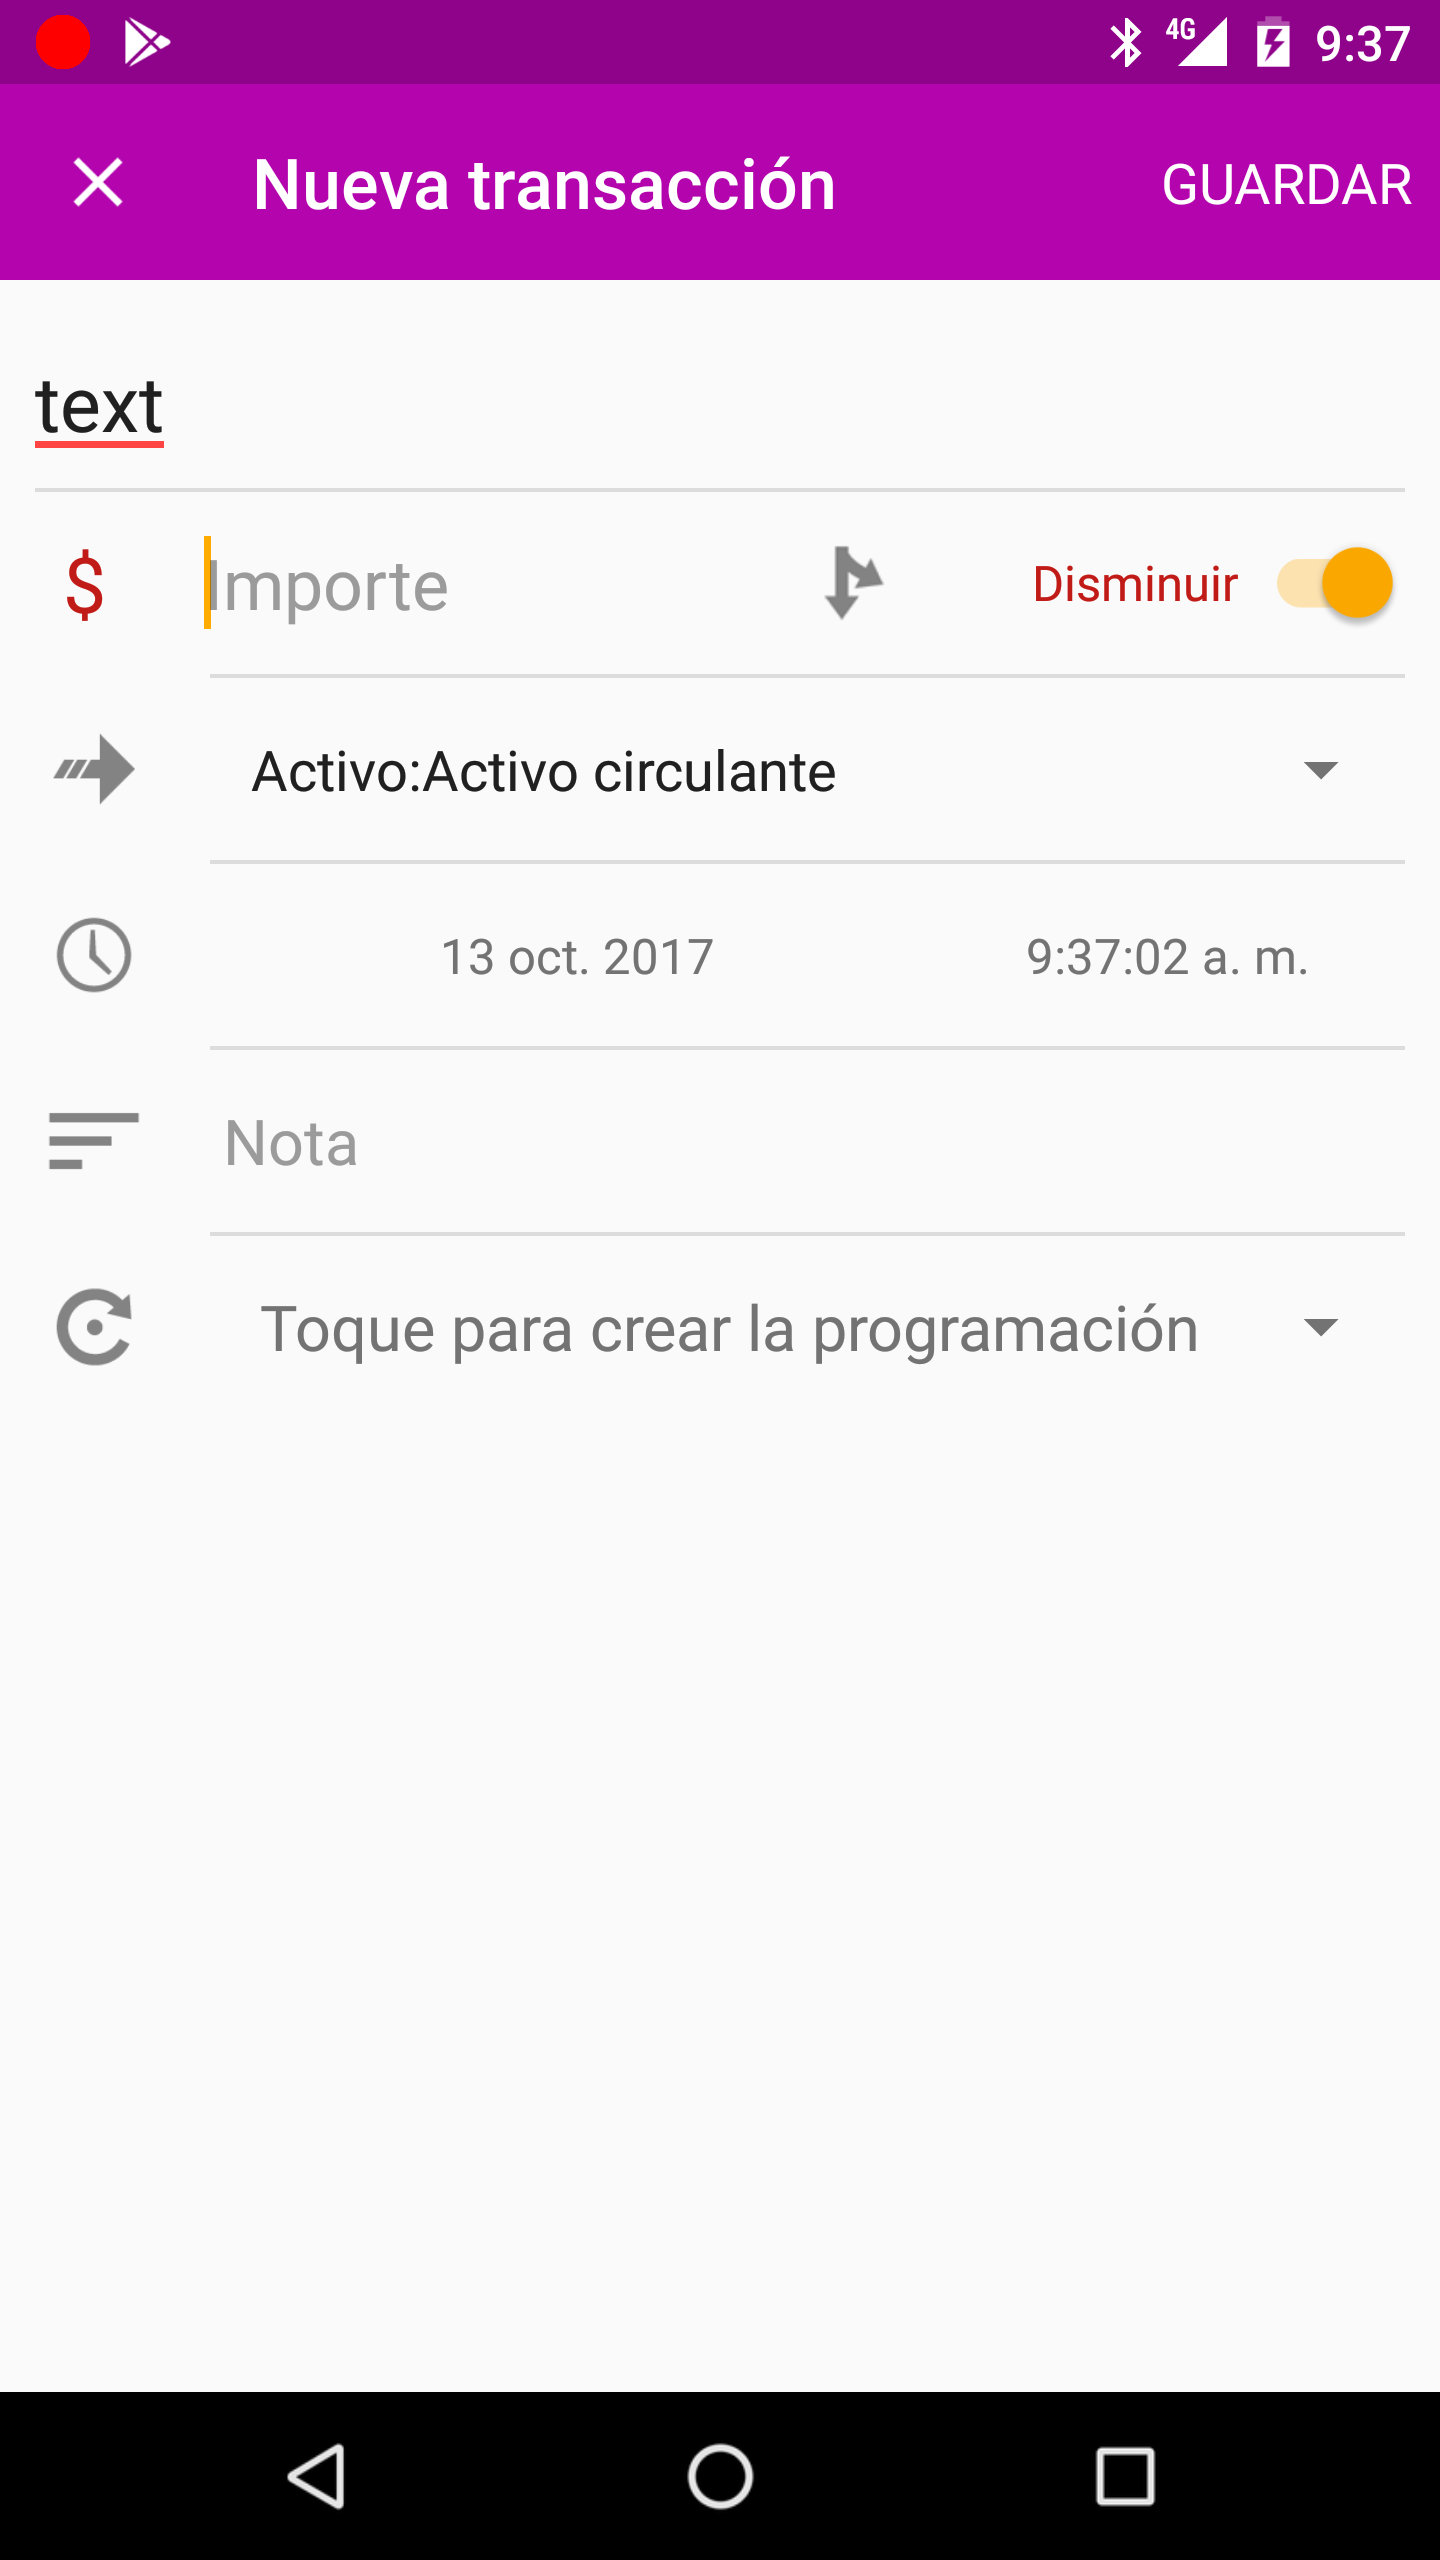 4G 9:37
Nueva transacción GUARDAR
text
$ Importe Disminuir
Activo:Activo circulante
13 oct. 2017 9:37:02 a. m.
Nota
Toque para crear la programación